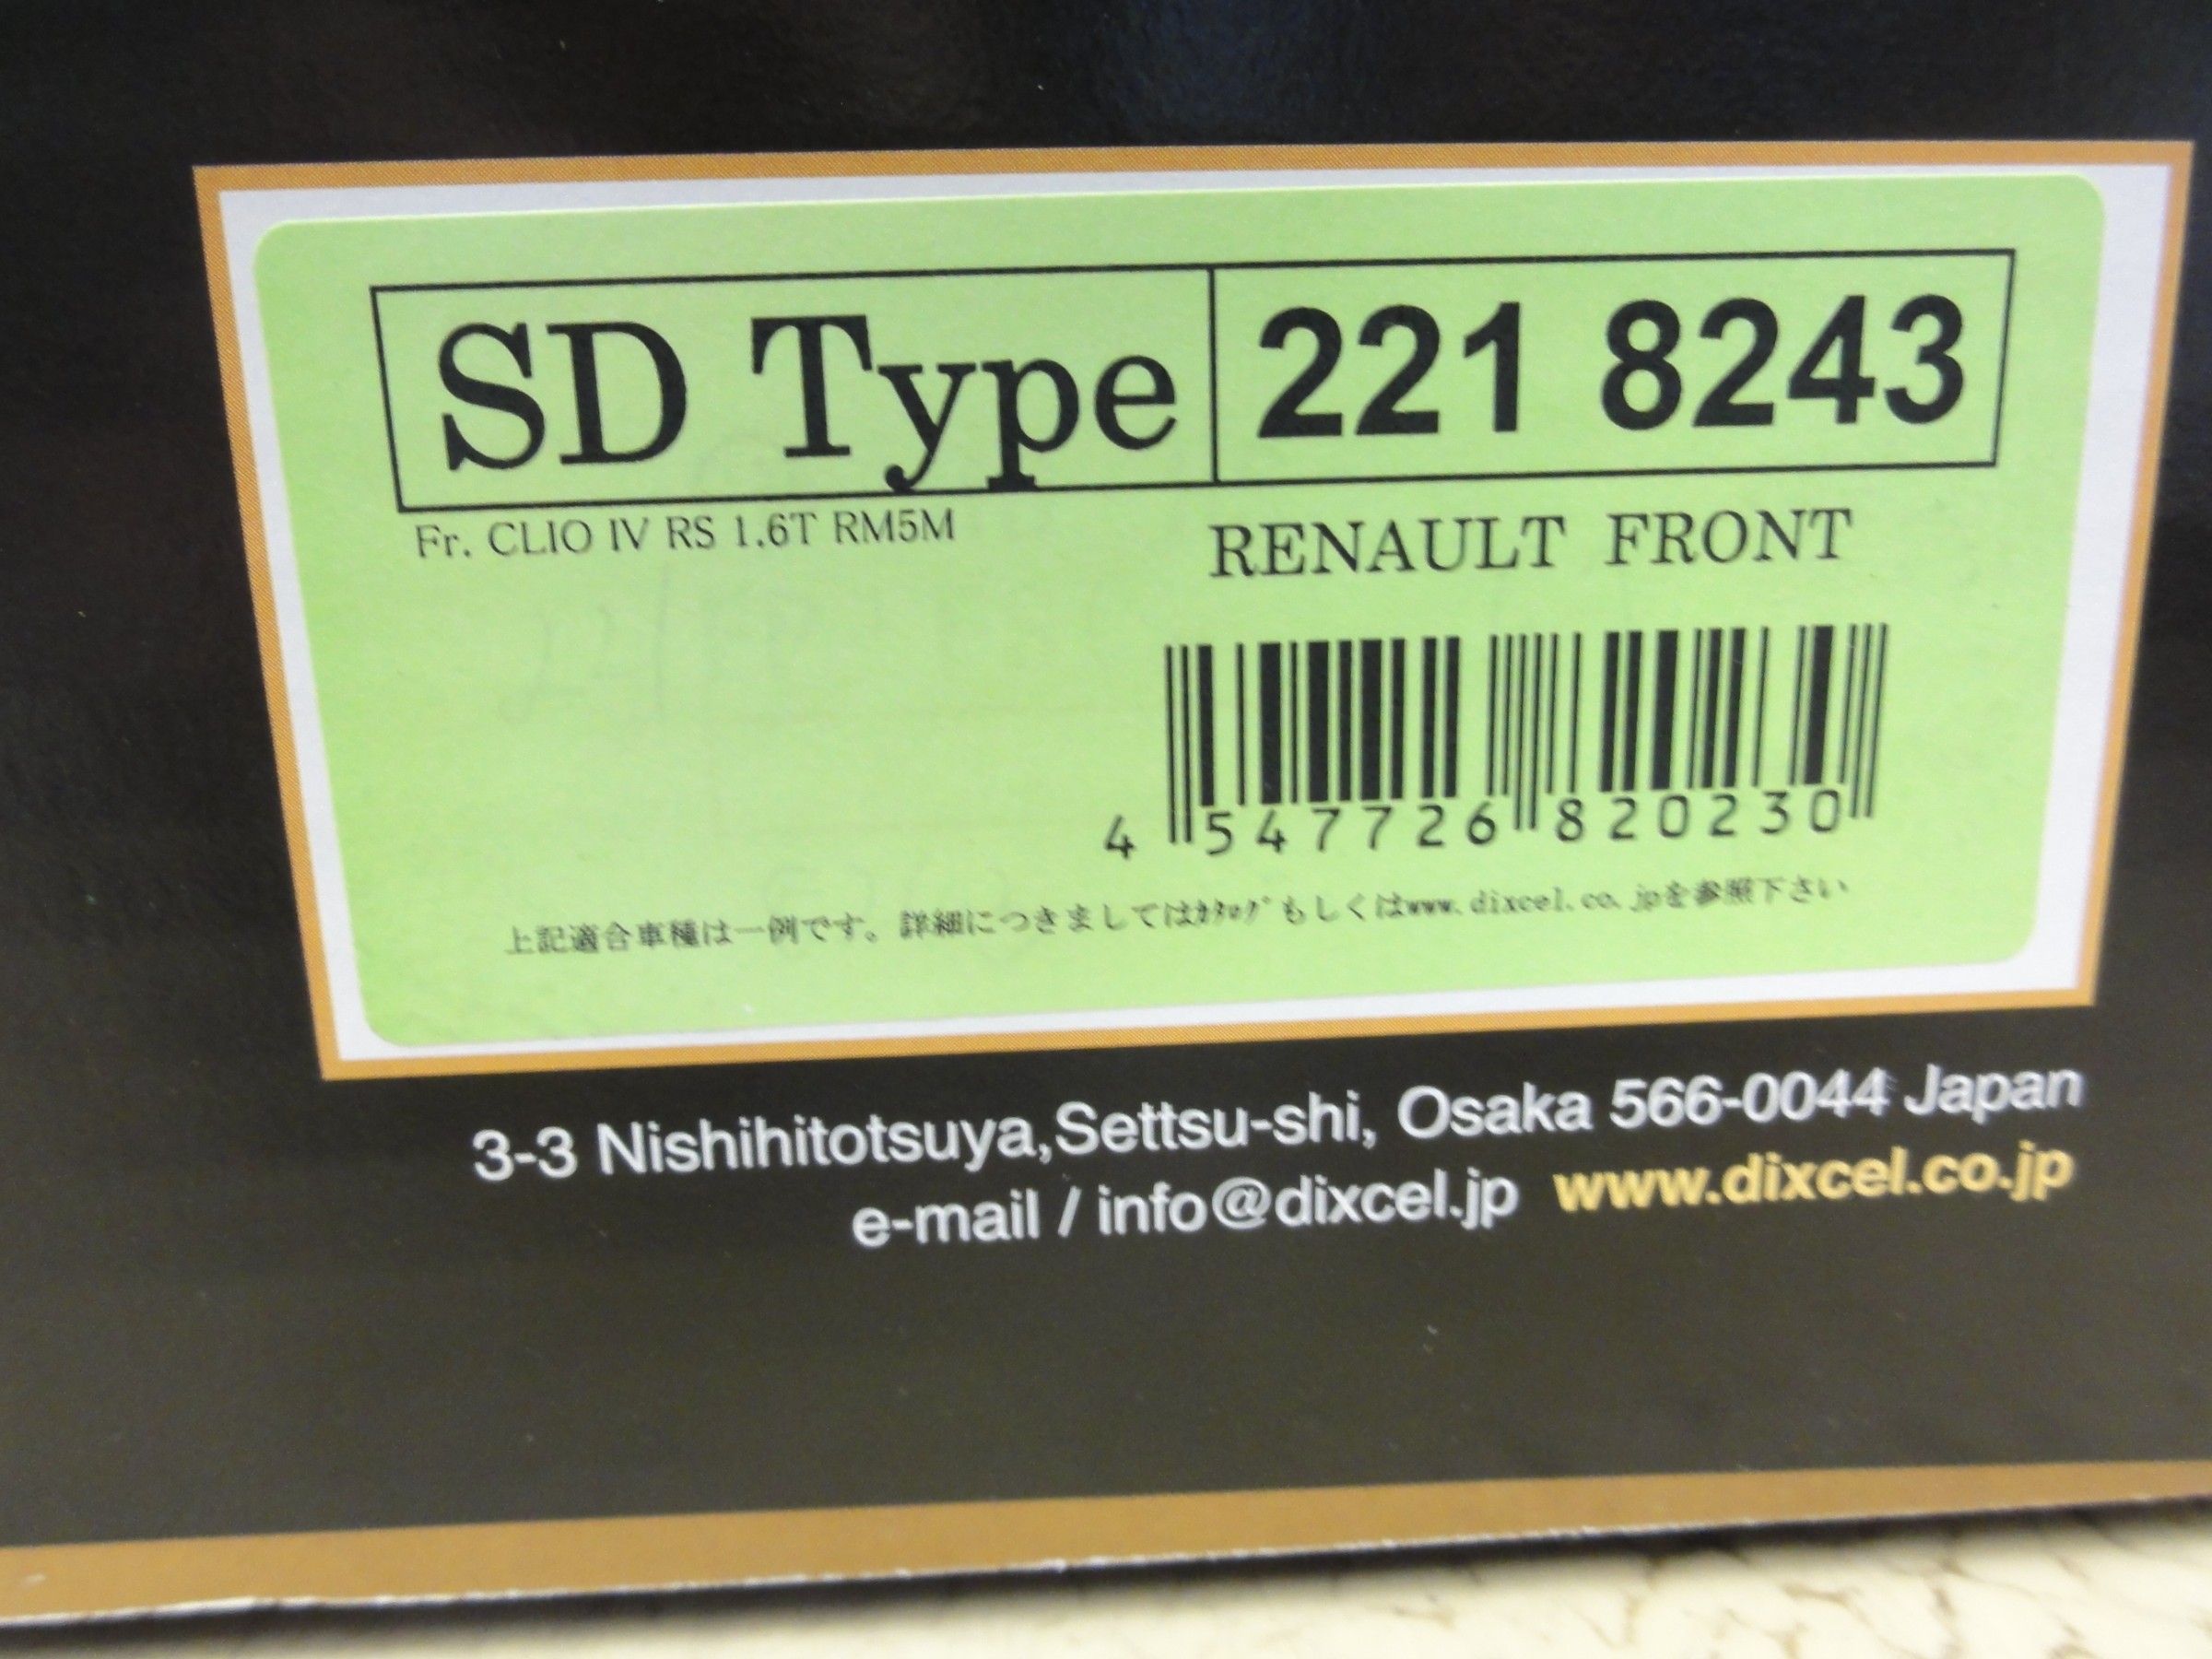 SD Type 221 8243
Fr. CLIO IV RS 1.6T RM5M
RENAULT FRONT
4 547726 820230
上記適合車種は一例です。詳細につきましてはｶﾀﾛｸﾞもしくはwww.dixcel.co.jpを参照下さい
3-3 Nishihitotsuya,Settsu-shi, Osaka 566-0044 Japan
e-mail / info@dixcel.jp www.dixcel.co.jp